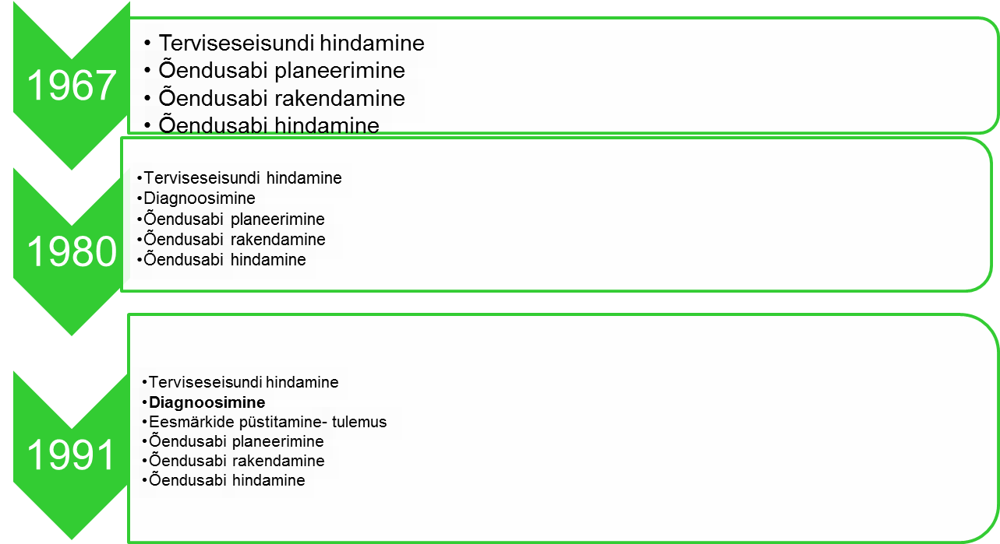 1967
• Terviseseisundi hindamine
• Õendusabi planeerimine
• Õendusabi rakendamine
• Õendusabi hindamine
1980
•Terviseseisundi hindamine
•Diagnoosimine
•Õendusabi planeerimine
•Õendusabi rakendamine
•Õendusabi hindamine
1991
•Terviseseisundi hindamine
•Diagnoosimine
•Eesmärkide püstitamine- tulemus
•Õendusabi planeerimine
•Õendusabi rakendamine
•Õendusabi hindamine